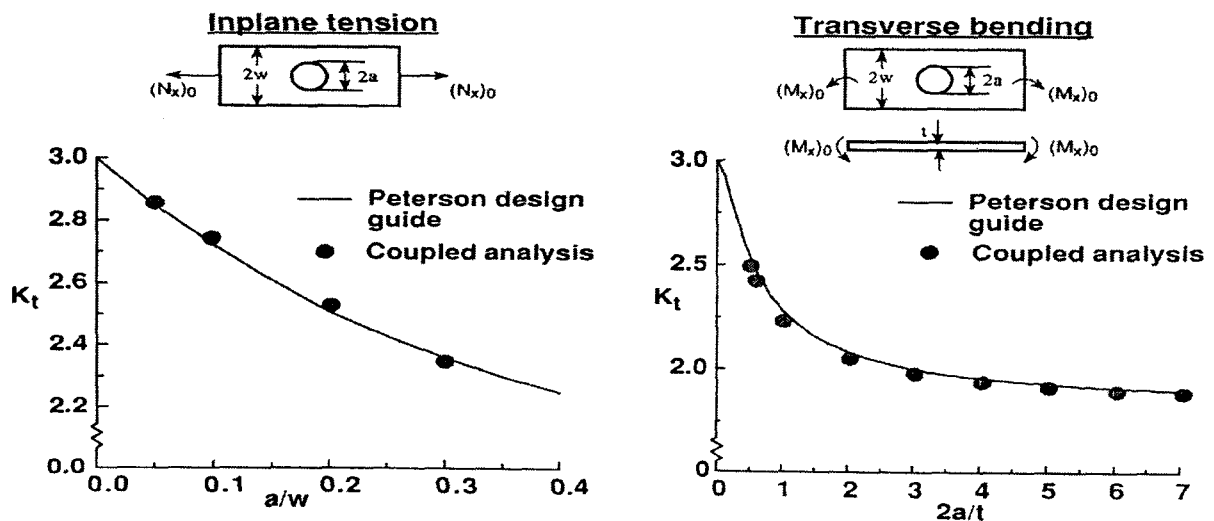 Inplane tension
2w
2a
(Nx)0
(Nx)0
3.0
2.8
2.6
Kt
2.4
2.2
0.0
0.0
0.1
0.2
0.3
0.4
a/w
Peterson design
guide
Coupled analysis
Transverse bending
2w
2a
(Mx)0
(Mx)0
t
(Mx)0
(Mx)0
3.0
2.5
Kt
2.0
0
0
1
2
3
4
5
6
7
2a/t
Peterson design
guide
Coupled analysis